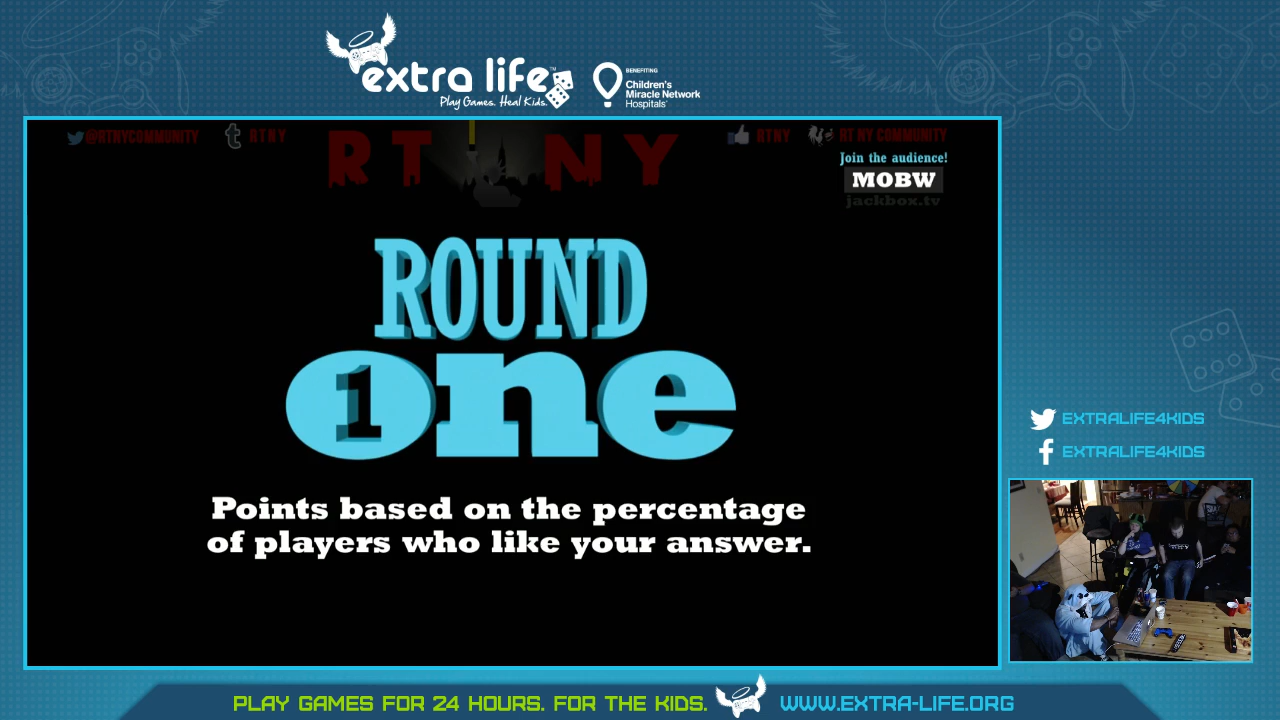 extra life™
Play Games. Heal Kids.
BENEFITING
Children's
Miracle Network
Hospitals
@RTNYCOMMUNITY
RTNY
RT NY
RTNY
RT NY COMMUNITY
Join the audience!
MOBW
jackbox.tv
ROUND
one
1
Points based on the percentage
of players who like your answer.
EXTRALIFE4KIDS
EXTRALIFE4KIDS
PLAY GAMES FOR 24 HOURS. FOR THE KIDS.
WWW.EXTRA-LIFE.ORG